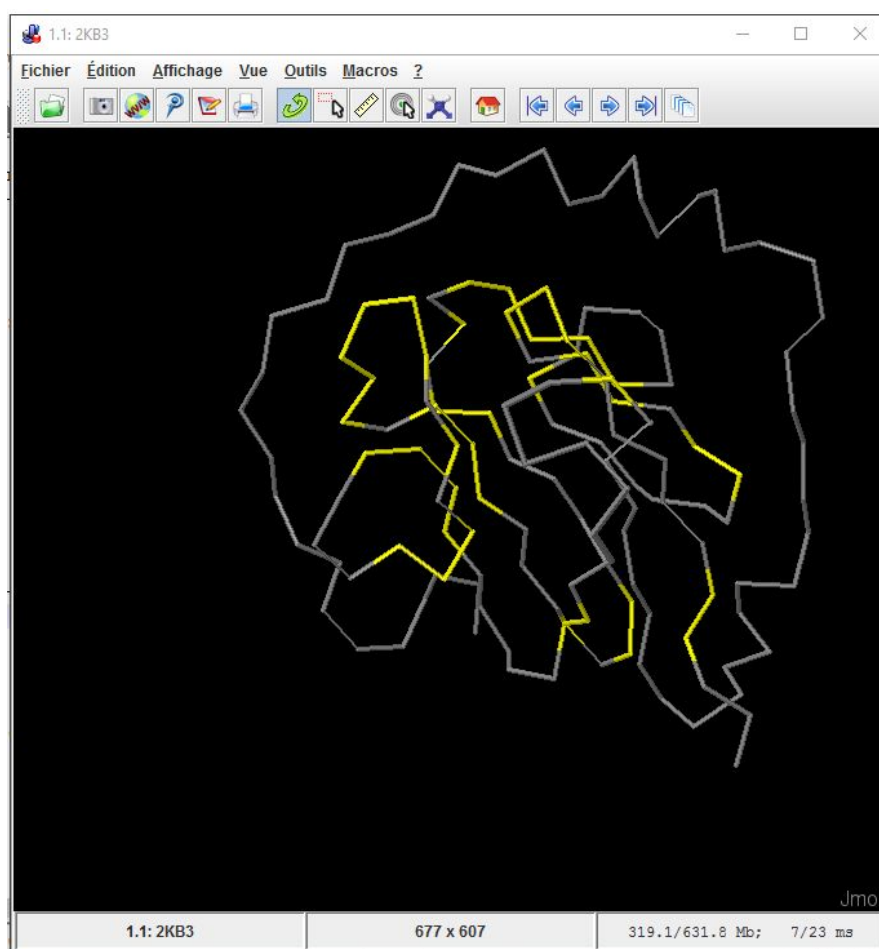 1.1: 2KB3
Fichier Édition Affichage Vue Outils Macros ?
Jmo
1.1: 2KB3 677 x 607 319.1/631.8 Mb; 7/23 ms